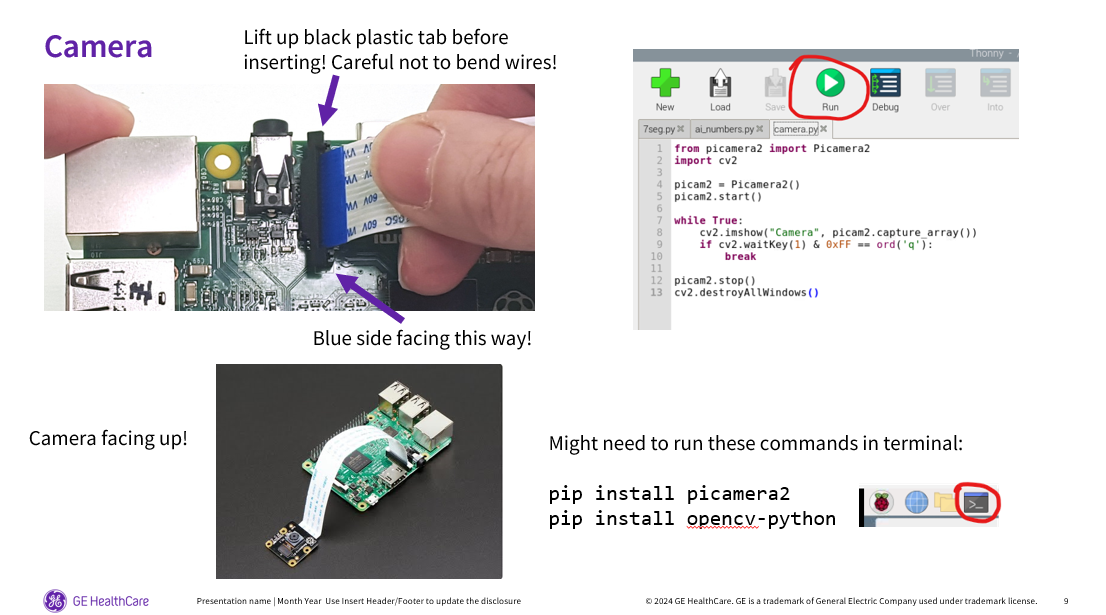 Camera
Lift up black plastic tab before
inserting! Careful not to bend wires!
Blue side facing this way!
Camera facing up!
Thonny -
New Load Save Run Debug Over Into
7seg.py ai_numbers.py camera.py
1 from picamera2 import Picamera2
2 import cv2
3
4 picam2 = Picamera2()
5 picam2.start()
6
7 while True:
8     cv2.imshow("Camera", picam2.capture_array())
9     if cv2.waitKey(1) & 0xFF == ord('q'):
10         break
11
12 picam2.stop()
13 cv2.destroyAllWindows()
Might need to run these commands in terminal:
pip install picamera2
pip install opencv-python
>_
GE HealthCare
Presentation name | Month Year Use Insert Header/Footer to update the disclosure
© 2024 GE HealthCare. GE is a trademark of General Electric Company used under trademark license.
9